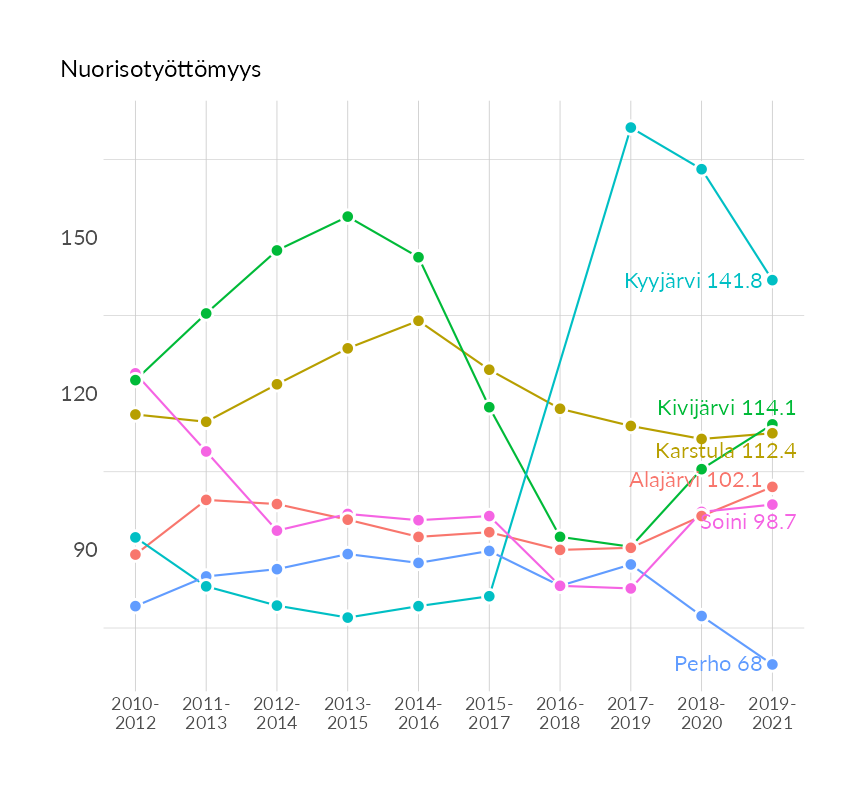 Nuorisotyöttömyys
150
Kyyjärvi 141.8
120
Kivijärvi 114.1
Karstula 112.4
Alajärvi 102.1
Soini 98.7
90
Perho 68
2010- 2011- 2012- 2013- 2014- 2015- 2016- 2017- 2018- 2019-
2012 2013 2014 2015 2016 2017 2018 2019 2020 2021